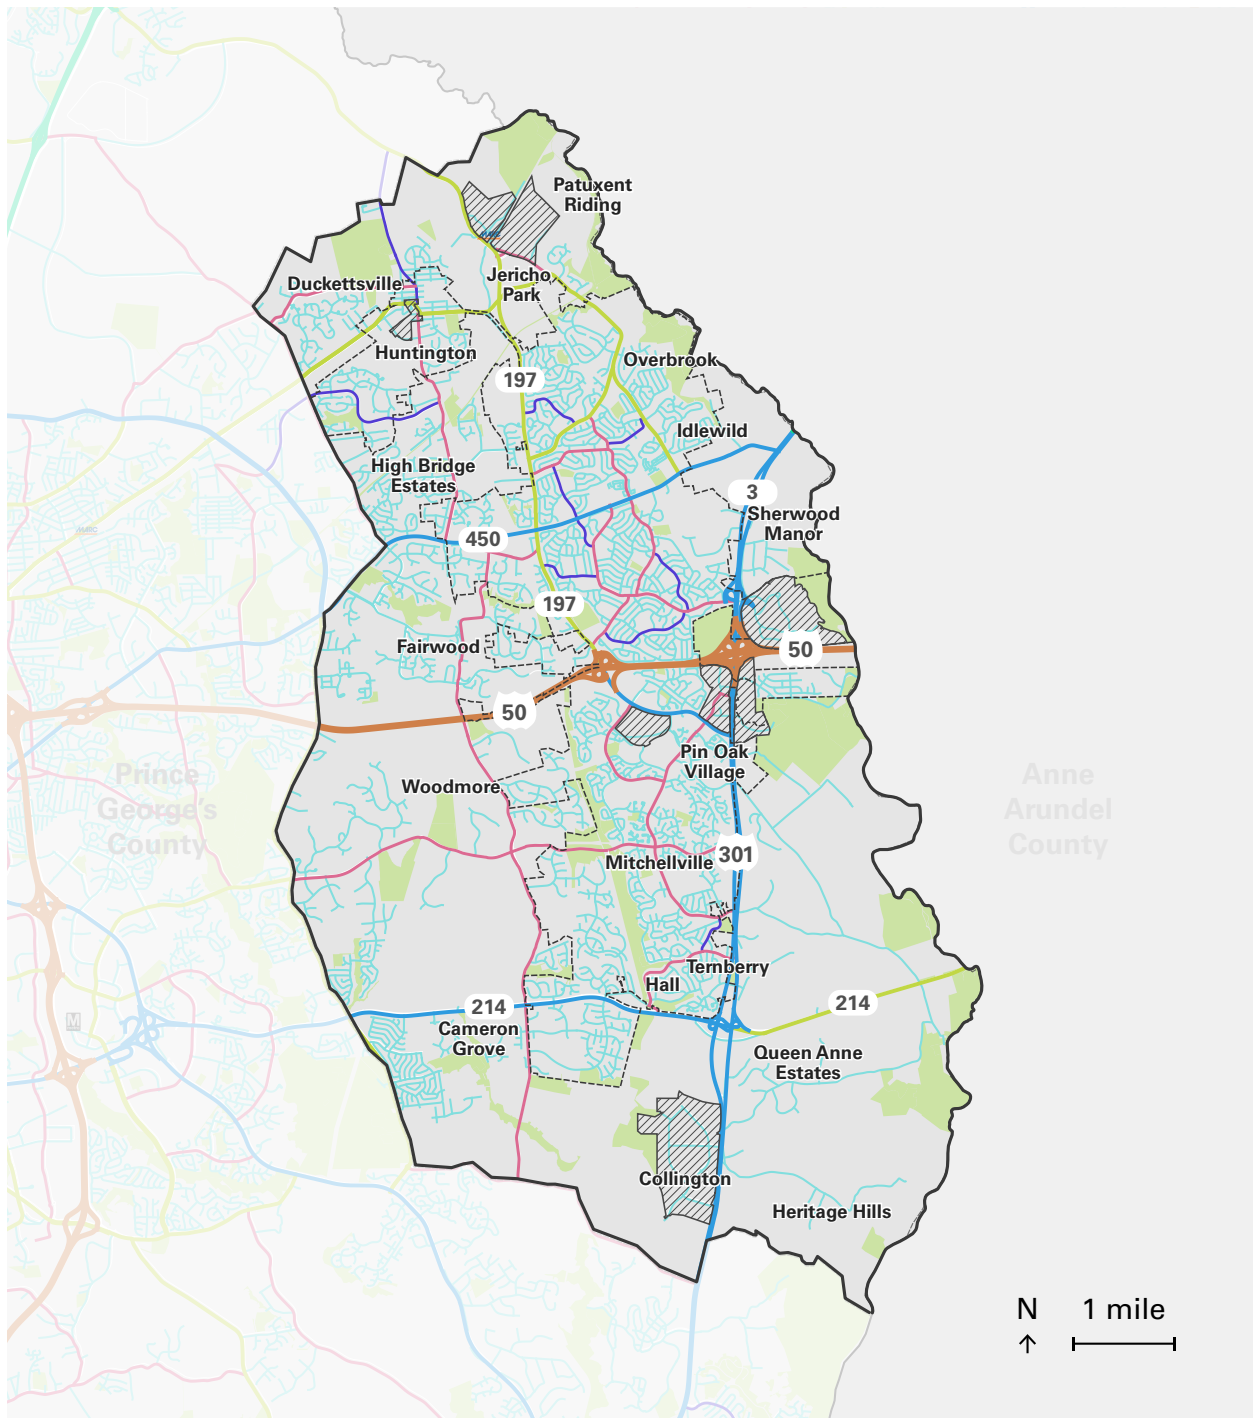 Patuxent
Riding
MARC
Duckettsville
Jericho
Park
Huntington
Overbrook
197
Idlewild
High Bridge
Estates
3
Sherwood
Manor
450
MARC
197
Fairwood
50
50
Pin Oak
Village
Prince
George's
County
Anne
Arundel
County
Woodmore
Mitchellville
301
Ternberry
Hall
214
214
M
Cameron
Grove
Queen Anne
Estates
Collington
Heritage Hills
N
1 mile